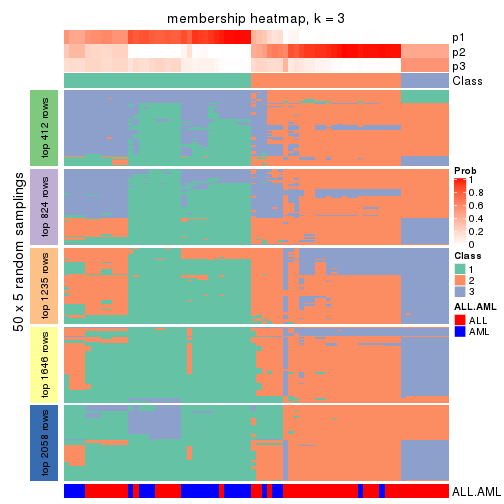 membership heatmap, k = 3
p1
p2
p3
Class
50 x 5 random samplings
top 412 rows
top 824 rows
top 1235 rows
top 1646 rows
top 2058 rows
Prob
1
0.8
0.6
0.4
0.2
0
Class
1
2
3
ALL.AML
ALL
AML
ALL.AML